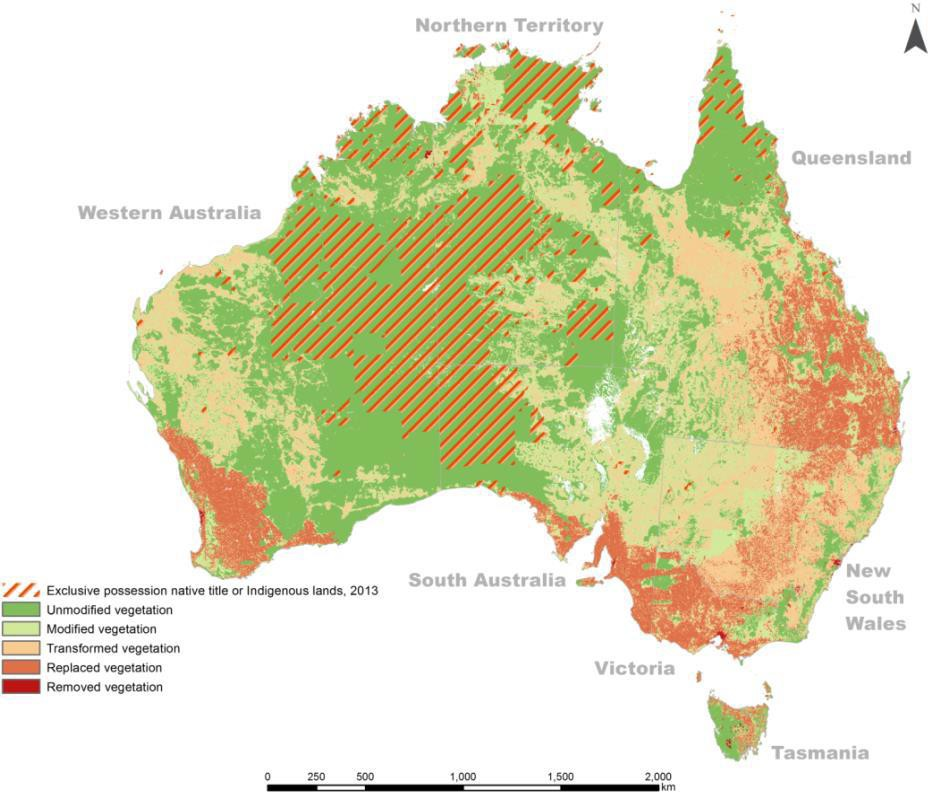 N
Northern Territory
Queensland
Western Australia
South Australia
New
South
Wales
Victoria
Tasmania
Exclusive possession native title or Indigenous lands, 2013
Unmodified vegetation
Modified vegetation
Transformed vegetation
Replaced vegetation
Removed vegetation
0 250 500 1,000 1,500 2,000
km